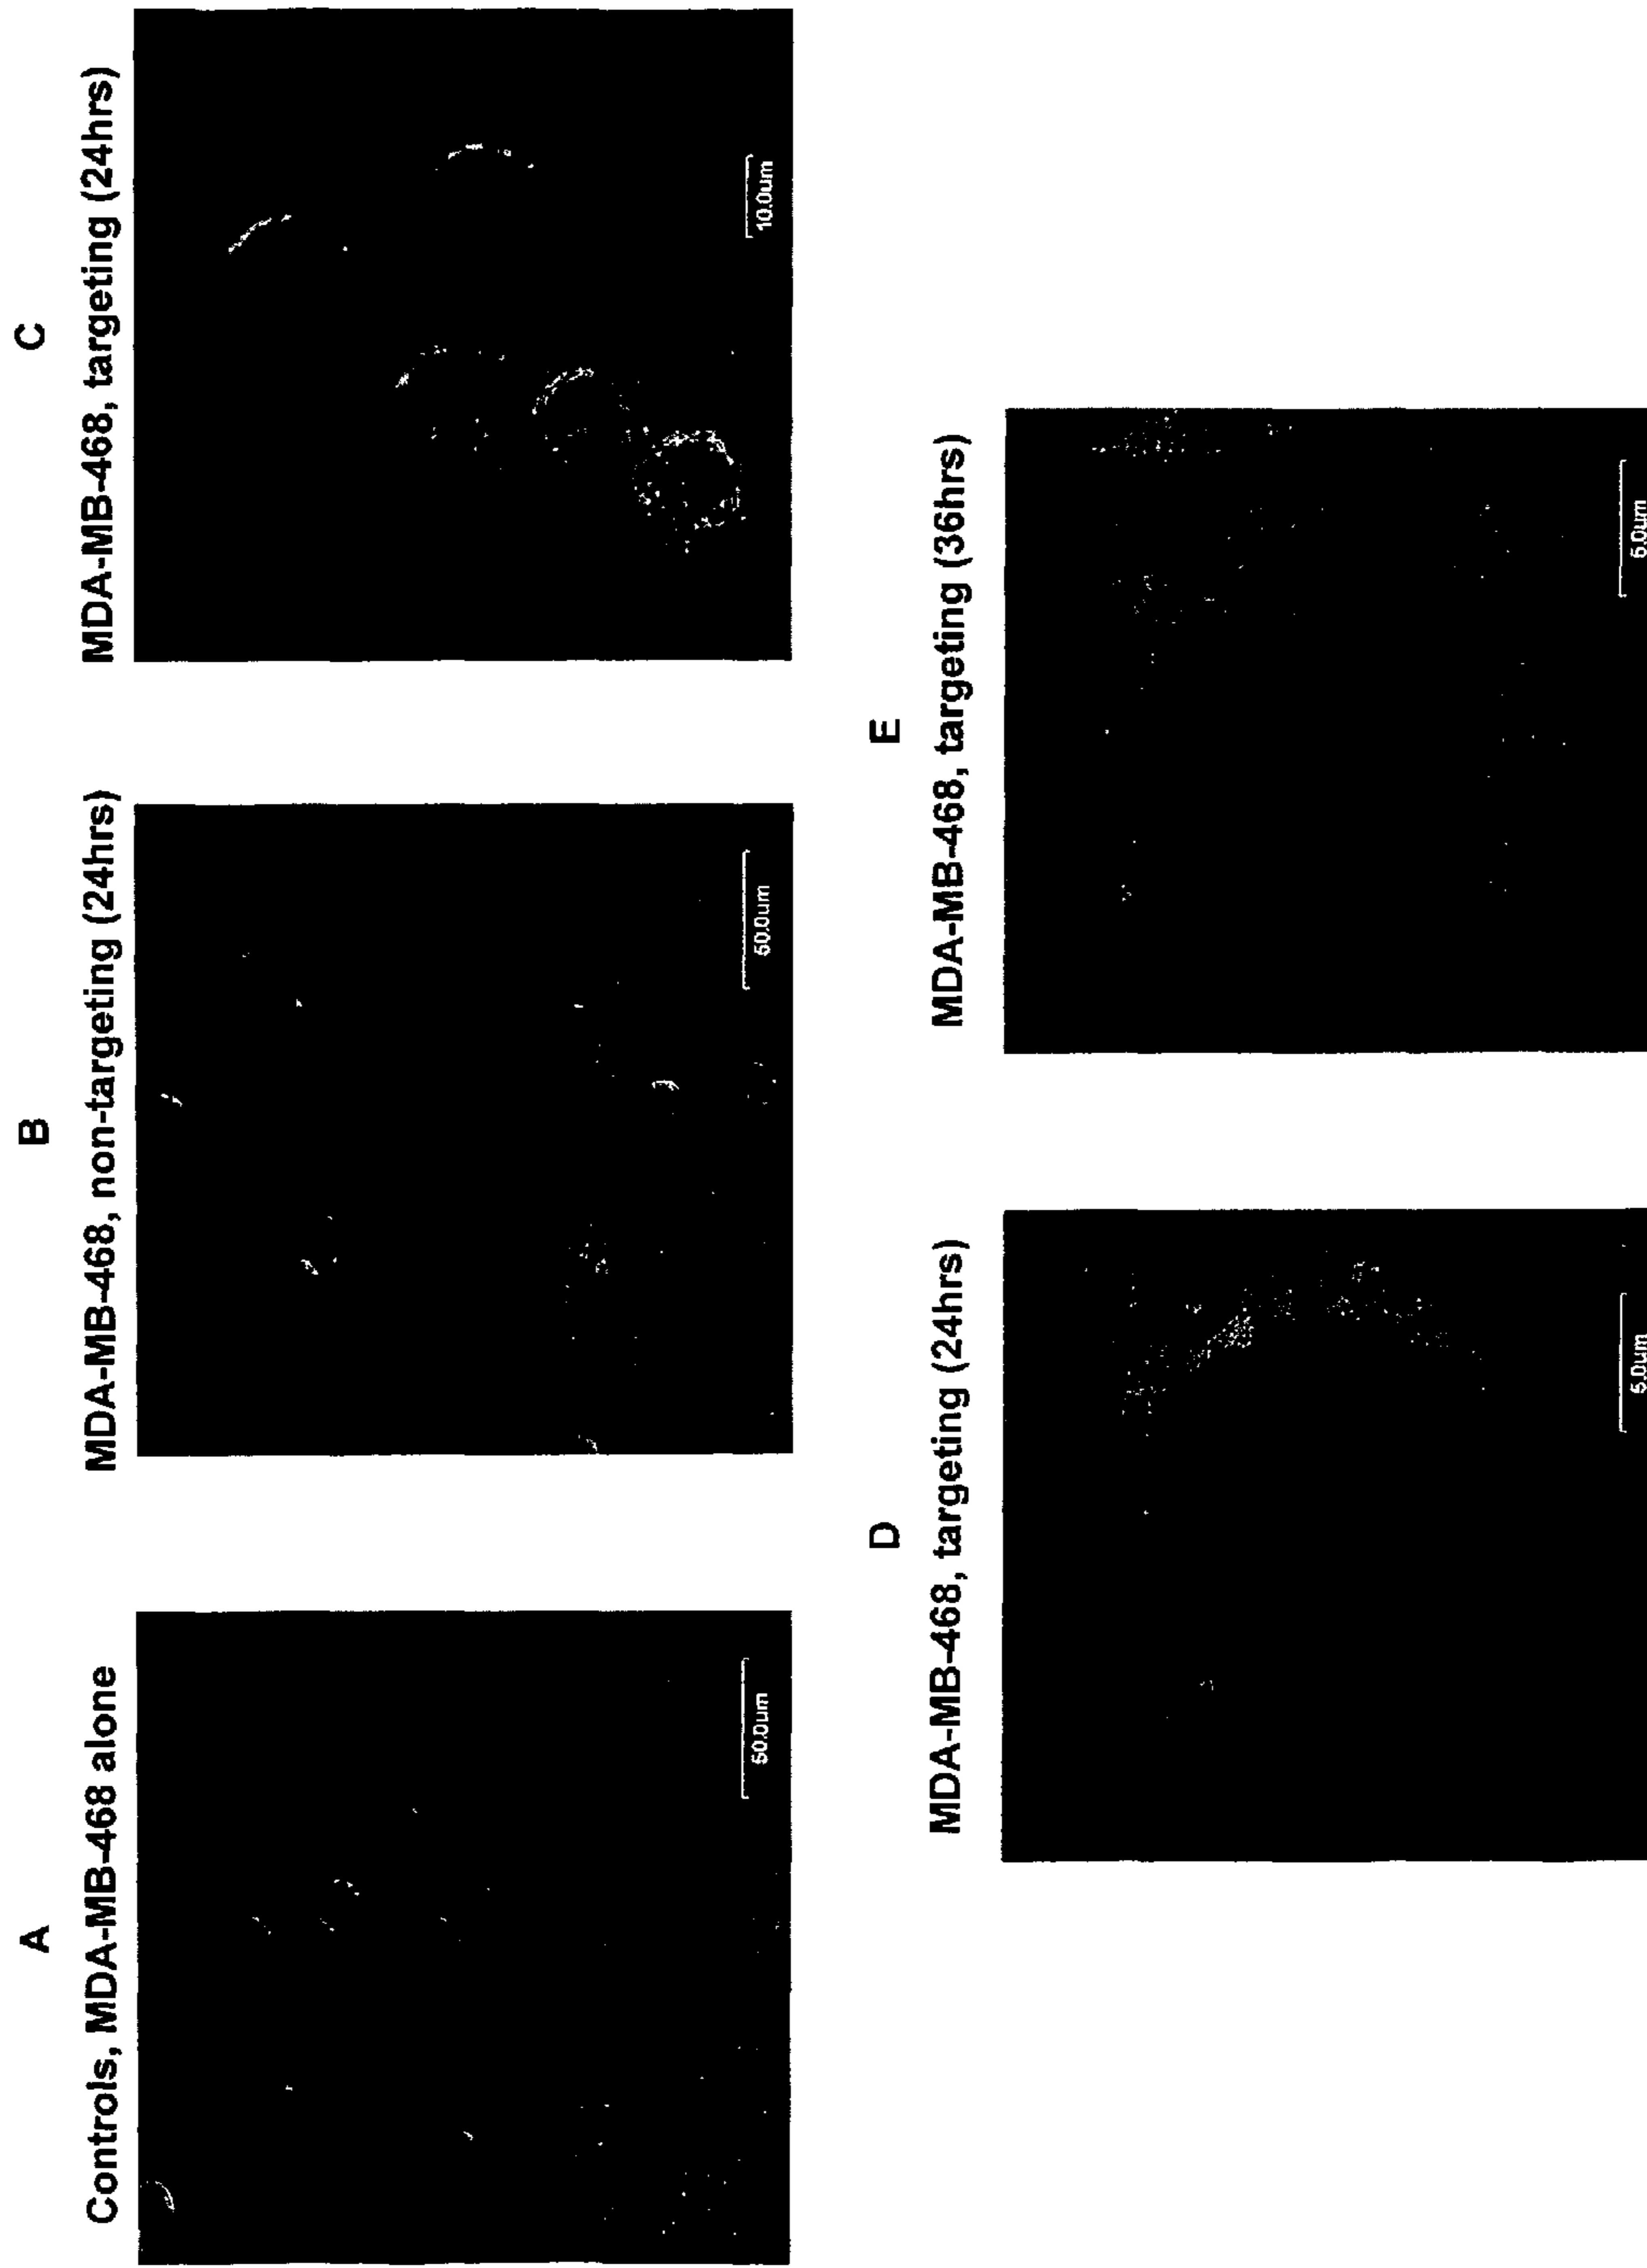 A
Controls, MDA-MB-468 alone
50.0um
B
MDA-MB-468, non-targeting (24hrs)
50.0um
C
MDA-MB-468, targeting (24hrs)
10.0um
D
MDA-MB-468, targeting (24hrs)
5.0um
E
MDA-MB-468, targeting (36hrs)
5.0um